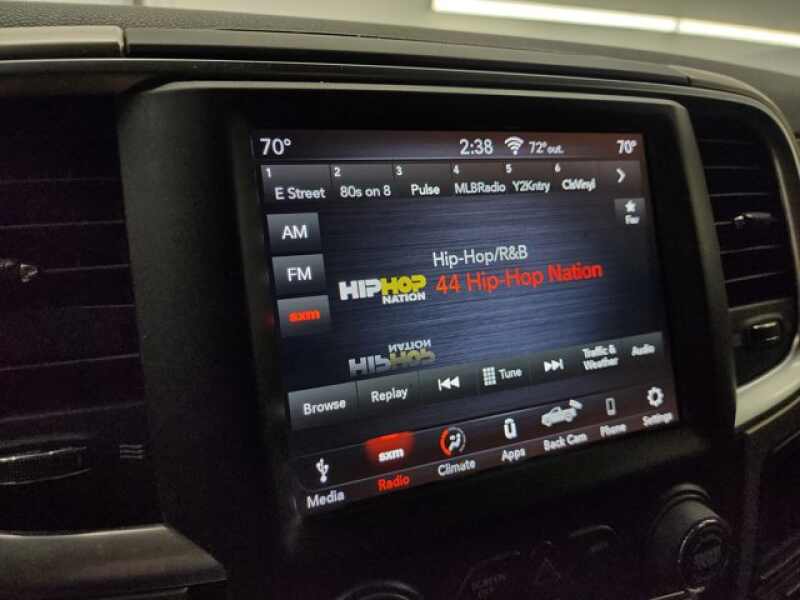 70° 2:38 72° out. 70°
1 2 3 4 5 6
E Street 80s on 8 Pulse MLBRadio Y2Kntry ClsVinyl
Fav
AM
FM
sxm
Hip-Hop/R&B
HIPHOP NATION
44 Hip-Hop Nation
Browse Replay Tune Traffic & Weather Audio
sxm
Media Radio Climate Apps Back Cam Phone Settings
SCREEN OFF